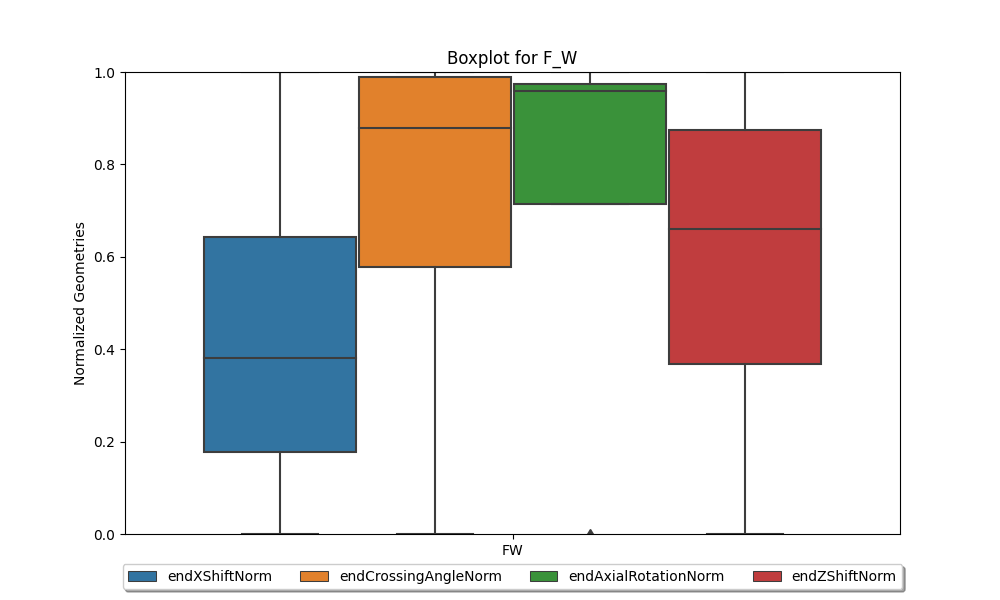 Boxplot for F_W
Normalized Geometries
1.0
0.8
0.6
0.4
0.2
0.0
FW
endXShiftNorm endCrossingAngleNorm endAxialRotationNorm endZShiftNorm